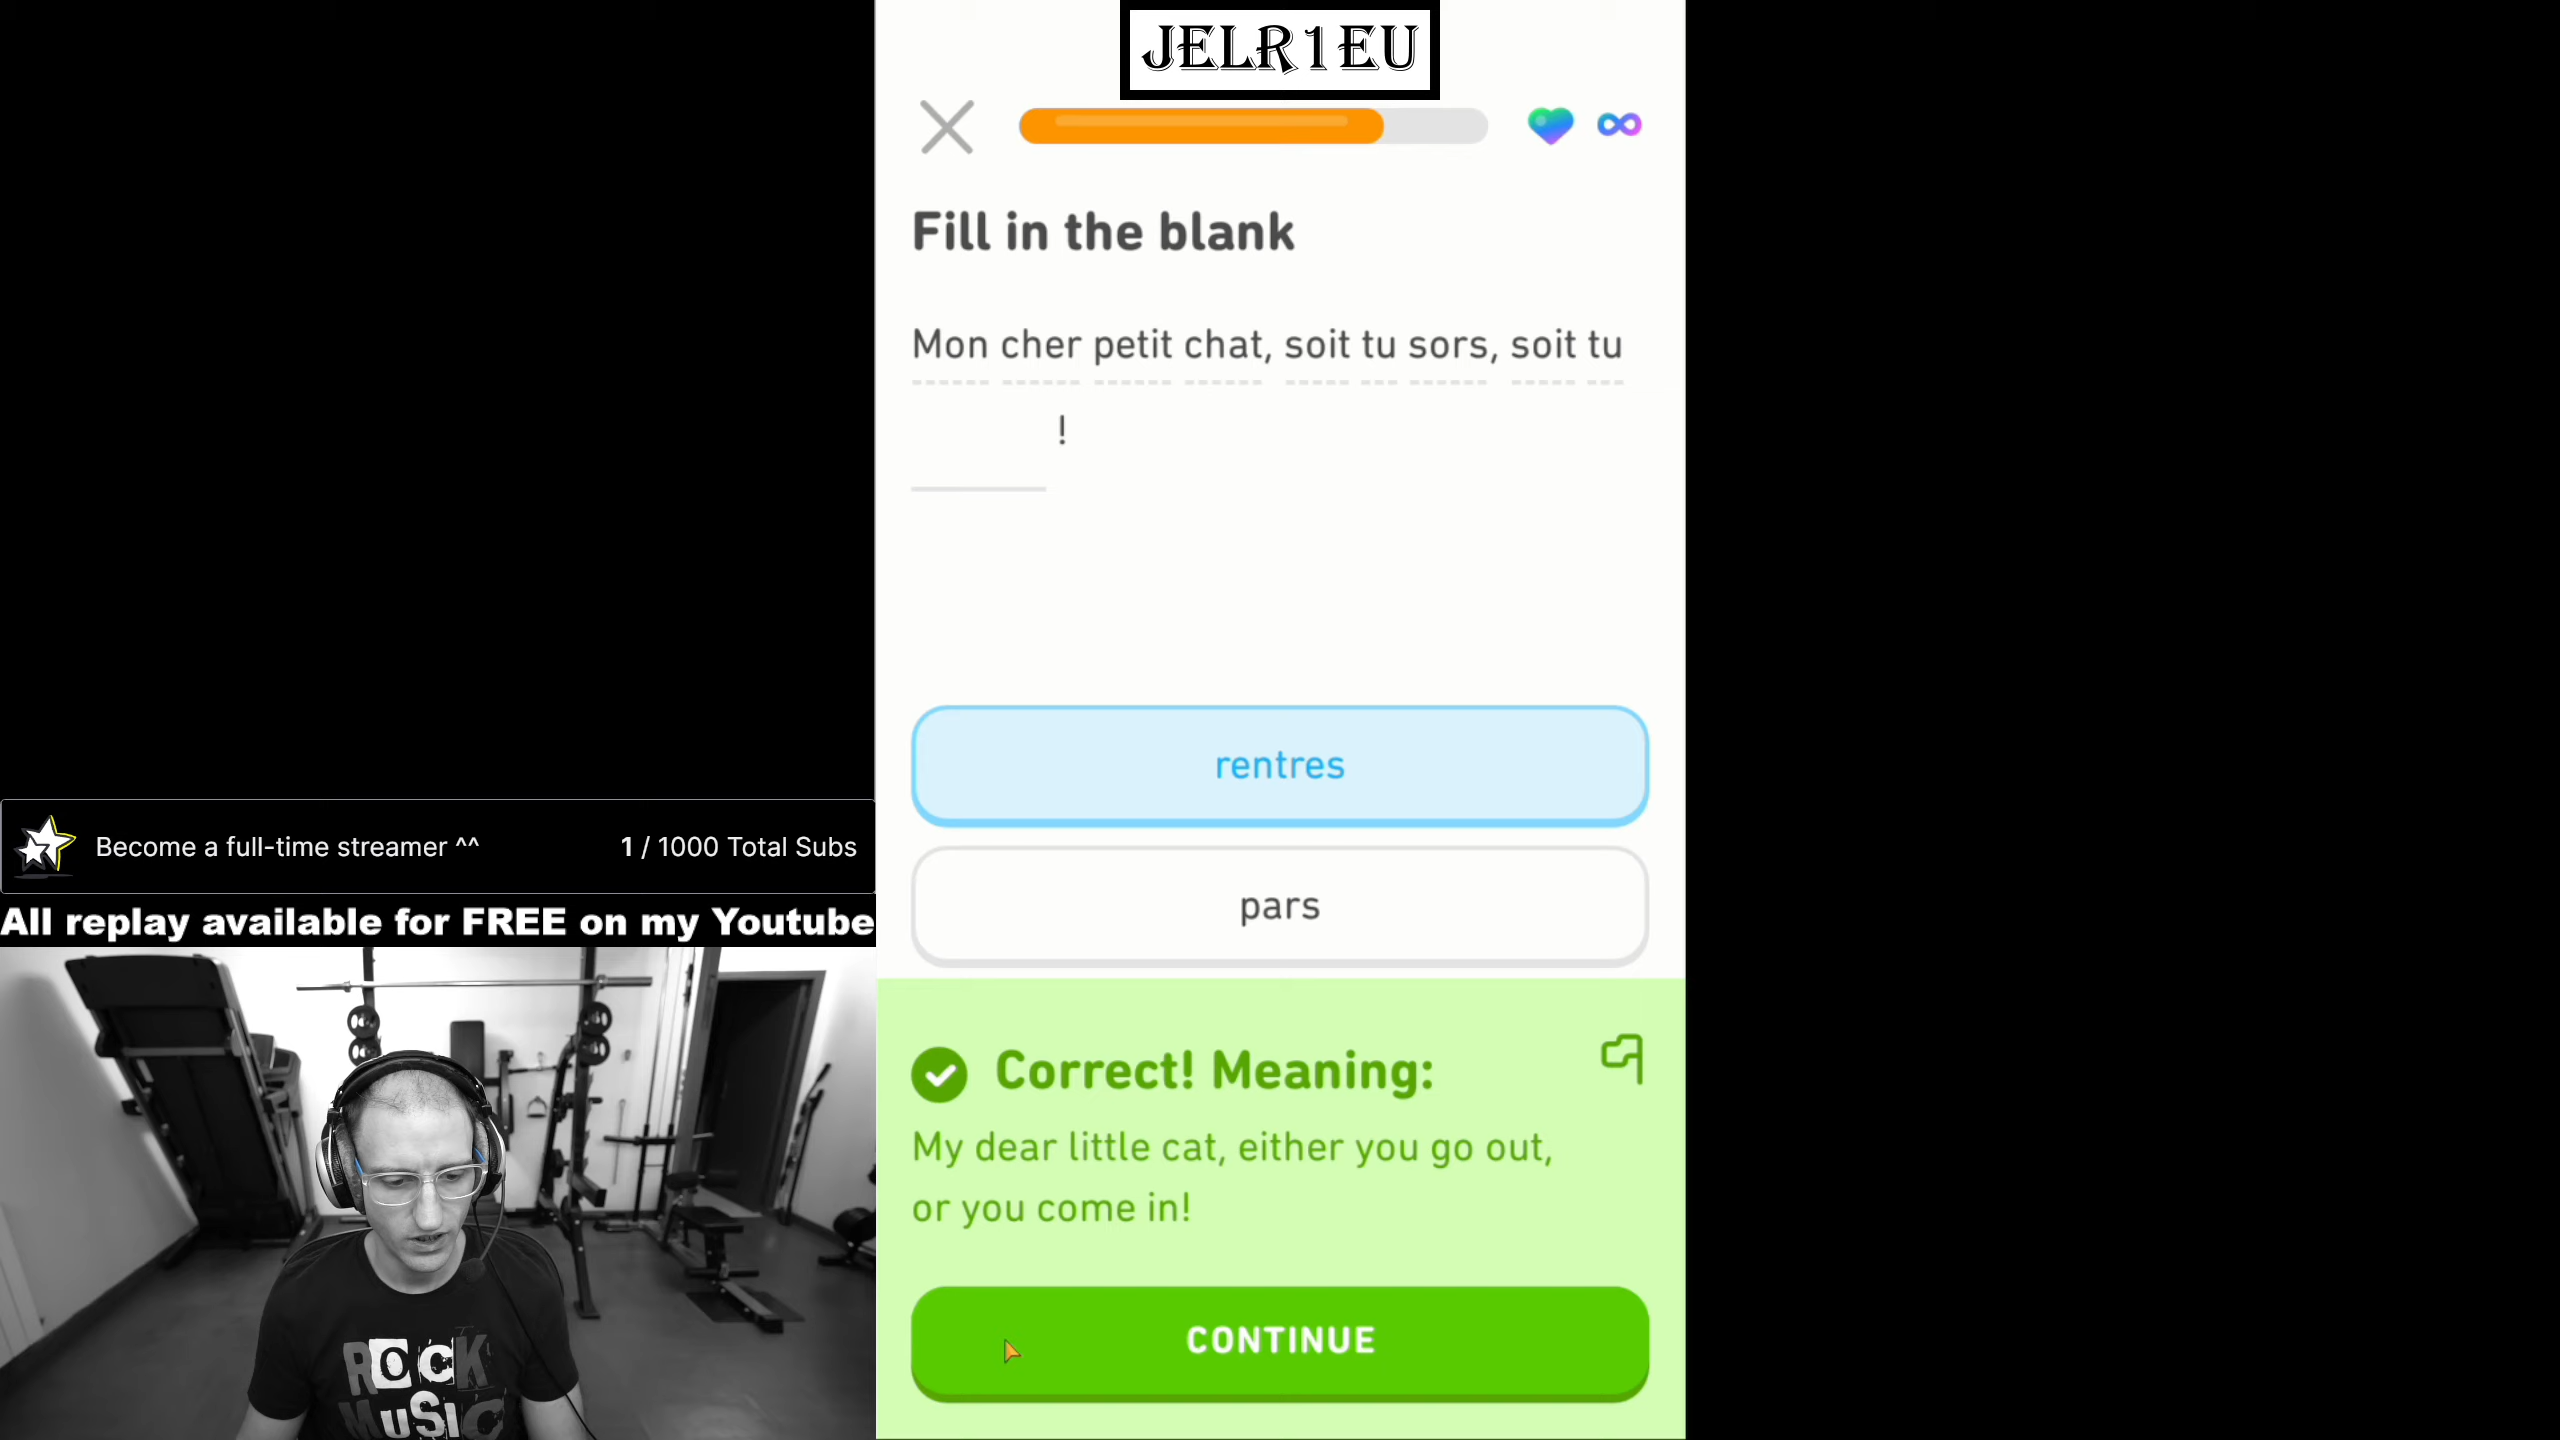 JELR1EU
Fill in the blank
Mon cher petit chat, soit tu sors, soit tu
!
rentres
pars
Become a full-time streamer ^^
1 / 1000 Total Subs
All replay available for FREE on my Youtube
Correct! Meaning:
My dear little cat, either you go out,
or you come in!
CONTINUE
ROCK
MUSIC